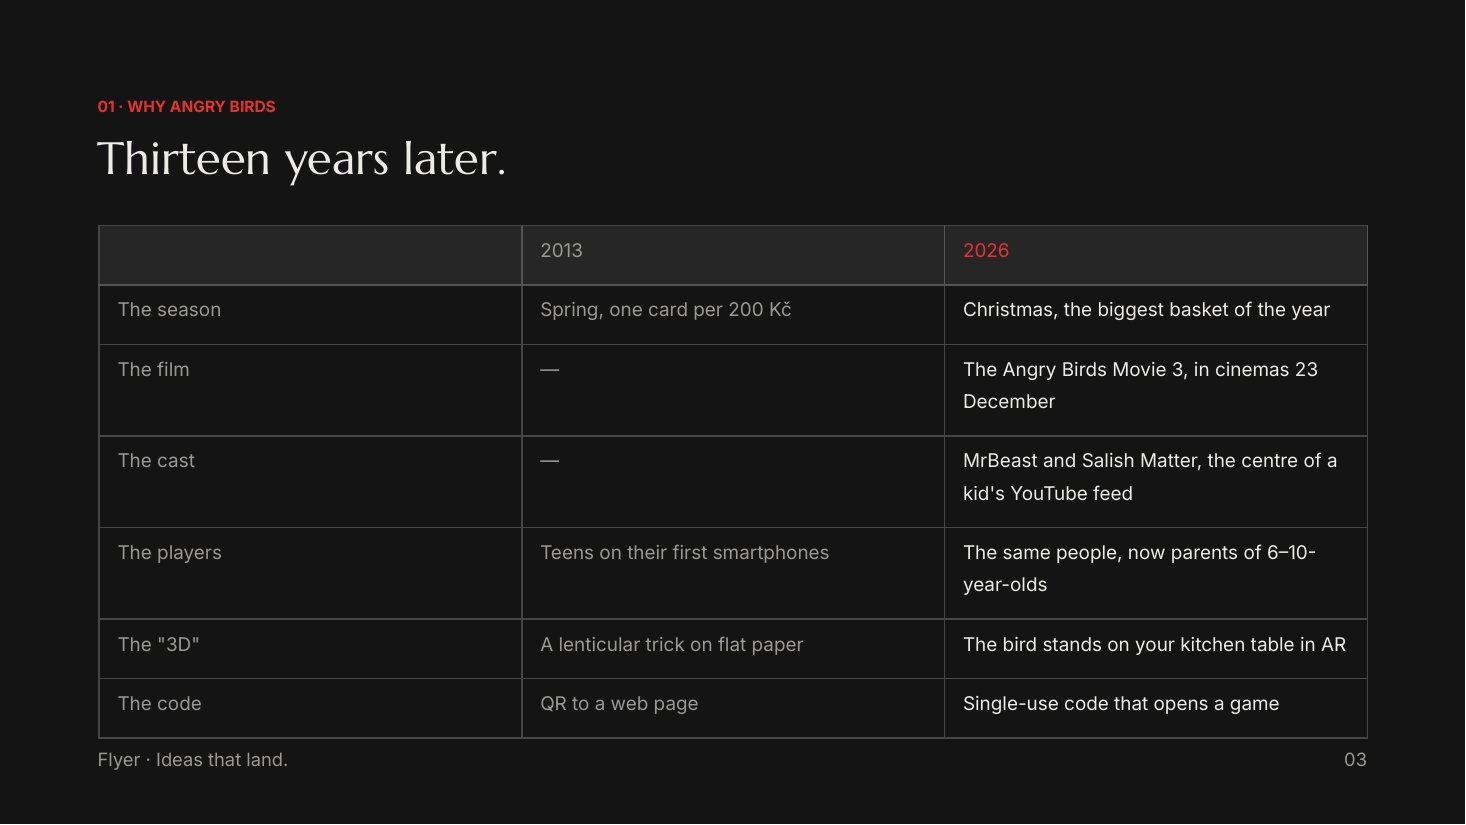 01 · WHY ANGRY BIRDS
Thirteen years later.
2013
2026
The season
Spring, one card per 200 Kč
Christmas, the biggest basket of the year
The film
—
The Angry Birds Movie 3, in cinemas 23
December
The cast
—
MrBeast and Salish Matter, the centre of a
kid's YouTube feed
The players
Teens on their first smartphones
The same people, now parents of 6–10-
year-olds
The "3D"
A lenticular trick on flat paper
The bird stands on your kitchen table in AR
The code
QR to a web page
Single-use code that opens a game
Flyer · Ideas that land.
03